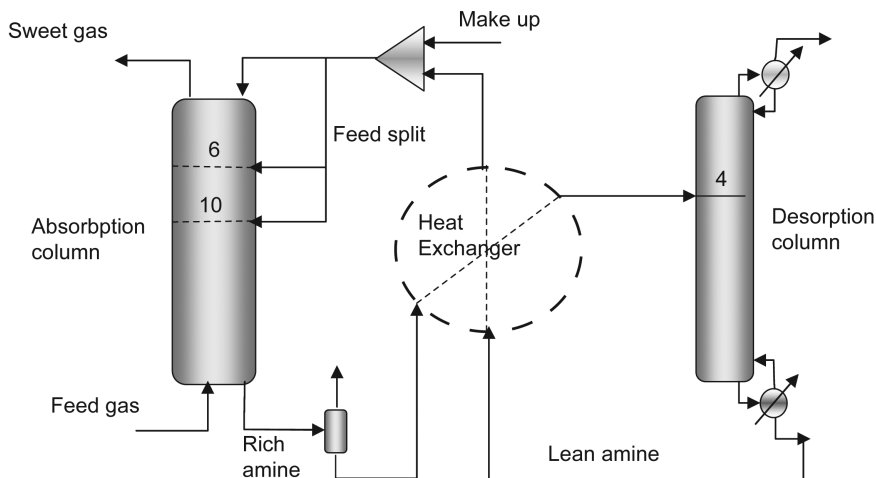 Sweet gas
Make up
Feed split
6
10
4
Absorbption
column
Heat
Exchanger
Desorption
column
Feed gas
Rich
amine
Lean amine